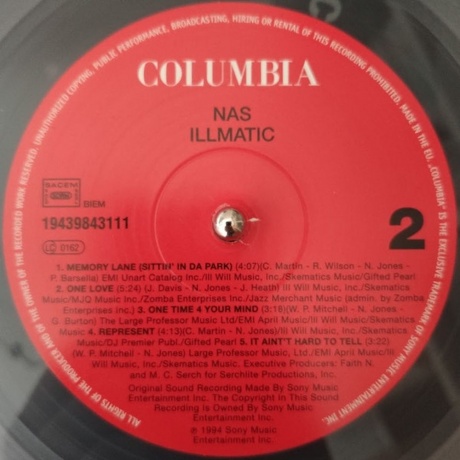 UNAUTHORIZED COPYING, PUBLIC PERFORMANCE, BROADCASTING, HIRING OR RENTAL OF THIS RECORDING PROHIBITED. MADE IN THE EU. „COLUMBIA" IS THE EXCLUSIVE TRADEMARK OF SONY MUSIC ENTERTAINMENT INC.
ALL RIGHTS OF THE PRODUCER AND OF THE OWNER OF THE RECORDED WORK RESERVED.
COLUMBIA
NAS
ILLMATIC
SACEM
BIEM
19439843111
LC 0162
2
1. MEMORY LANE (SITTIN' IN DA PARK) (4:07)(C. Martin - R. Wilson - N. Jones -
P. Barsella) EMI Unart Catalog Inc./Ill Will Music, Inc./Skematics Music/Gifted Pearl
2. ONE LOVE (5:24) (J. Davis - N. Jones - J. Heath) Ill Will Music, Inc./Skematics
Music/MJQ Music Inc./Zomba Enterprises Inc./Jazz Merchant Music (admin. by Zomba
Enterprises inc.) 3. ONE TIME 4 YOUR MIND (3:18)(W. P. Mitchell - N. Jones -
G. Burton) The Large Professor Music Ltd/EMI April Music/Ill Will Music, Inc./Skematics
Music 4. REPRESENT (4:13)(C. Martin - N. Jones)/Ill Will Music, Inc./Skematics
Music/DJ Premier Publ./Gifted Pearl 5. IT AIN'T HARD TO TELL (3:22)
(W. P. Mitchell - N. Jones) Large Professor Music, Ltd./EMI April Music/Ill
Will Music, Inc./Skematics Music. Executive Producers: Faith N.
and M. C. Serch for Serchlite Productions, Inc.
Original Sound Recording Made By Sony Music
Entertainment Inc. The Copyright In This Sound
Recording Is Owned By Sony Music
Entertainment Inc.
℗ 1994 Sony Music
Entertainment Inc.